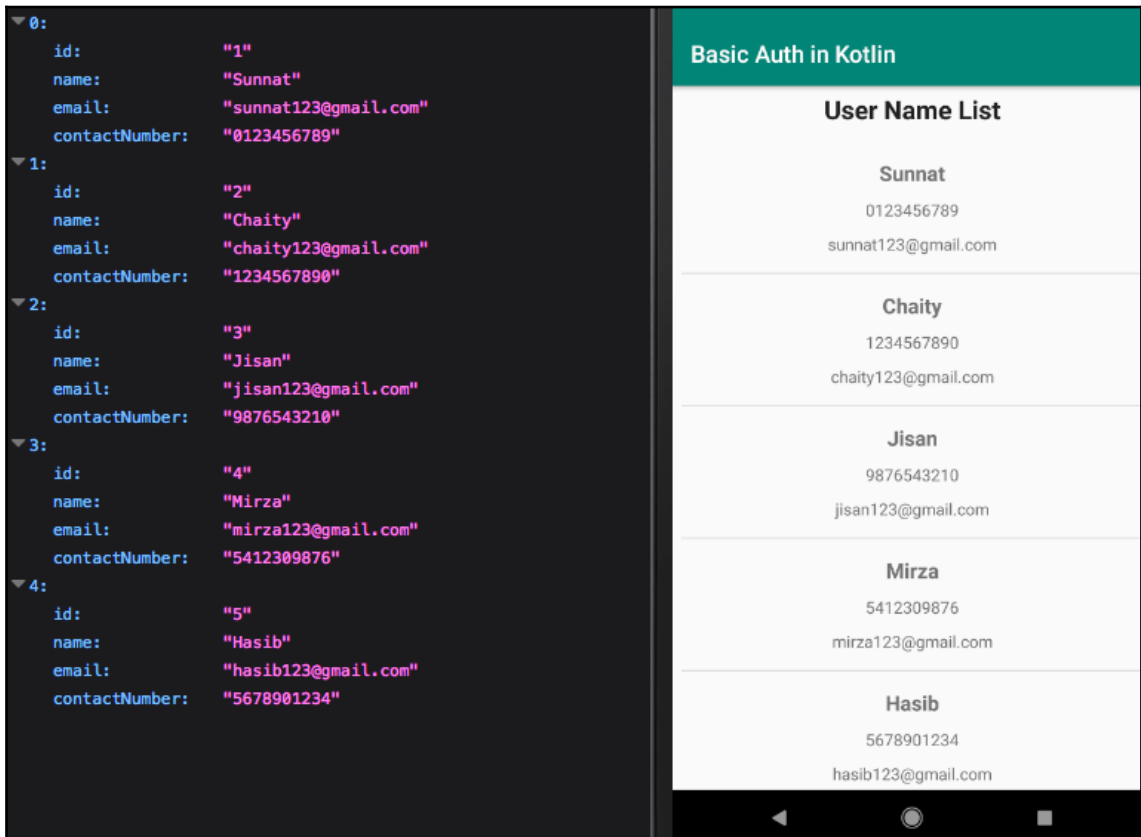 0:
id: "1"
name: "Sunnat"
email: "sunnat123@gmail.com"
contactNumber: "0123456789"
1:
id: "2"
name: "Chaity"
email: "chaity123@gmail.com"
contactNumber: "1234567890"
2:
id: "3"
name: "Jisan"
email: "jisan123@gmail.com"
contactNumber: "9876543210"
3:
id: "4"
name: "Mirza"
email: "mirza123@gmail.com"
contactNumber: "5412309876"
4:
id: "5"
name: "Hasib"
email: "hasib123@gmail.com"
contactNumber: "5678901234"
Basic Auth in Kotlin
User Name List
Sunnat
0123456789
sunnat123@gmail.com
Chaity
1234567890
chaity123@gmail.com
Jisan
9876543210
jisan123@gmail.com
Mirza
5412309876
mirza123@gmail.com
Hasib
5678901234
hasib123@gmail.com